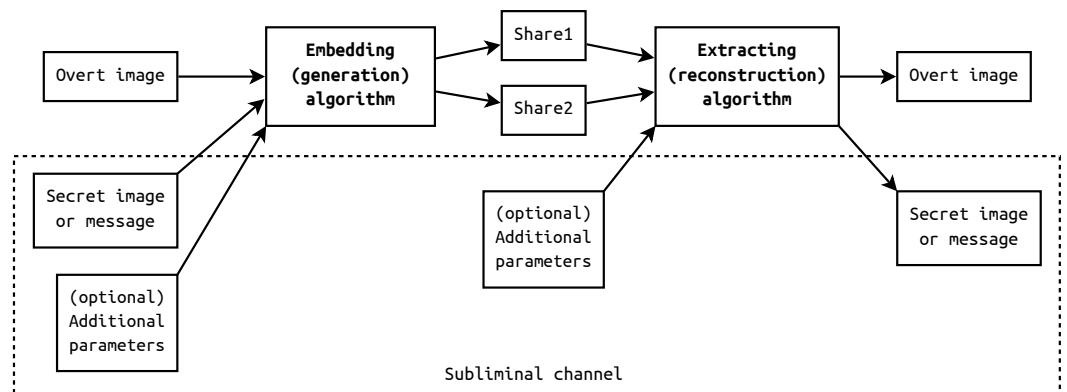 Overt image
Embedding
(generation)
algorithm
Share1
Share2
Extracting
(reconstruction)
algorithm
Overt image
Secret image
or message
(optional)
Additional
parameters
(optional)
Additional
parameters
Secret image
or message
Subliminal channel